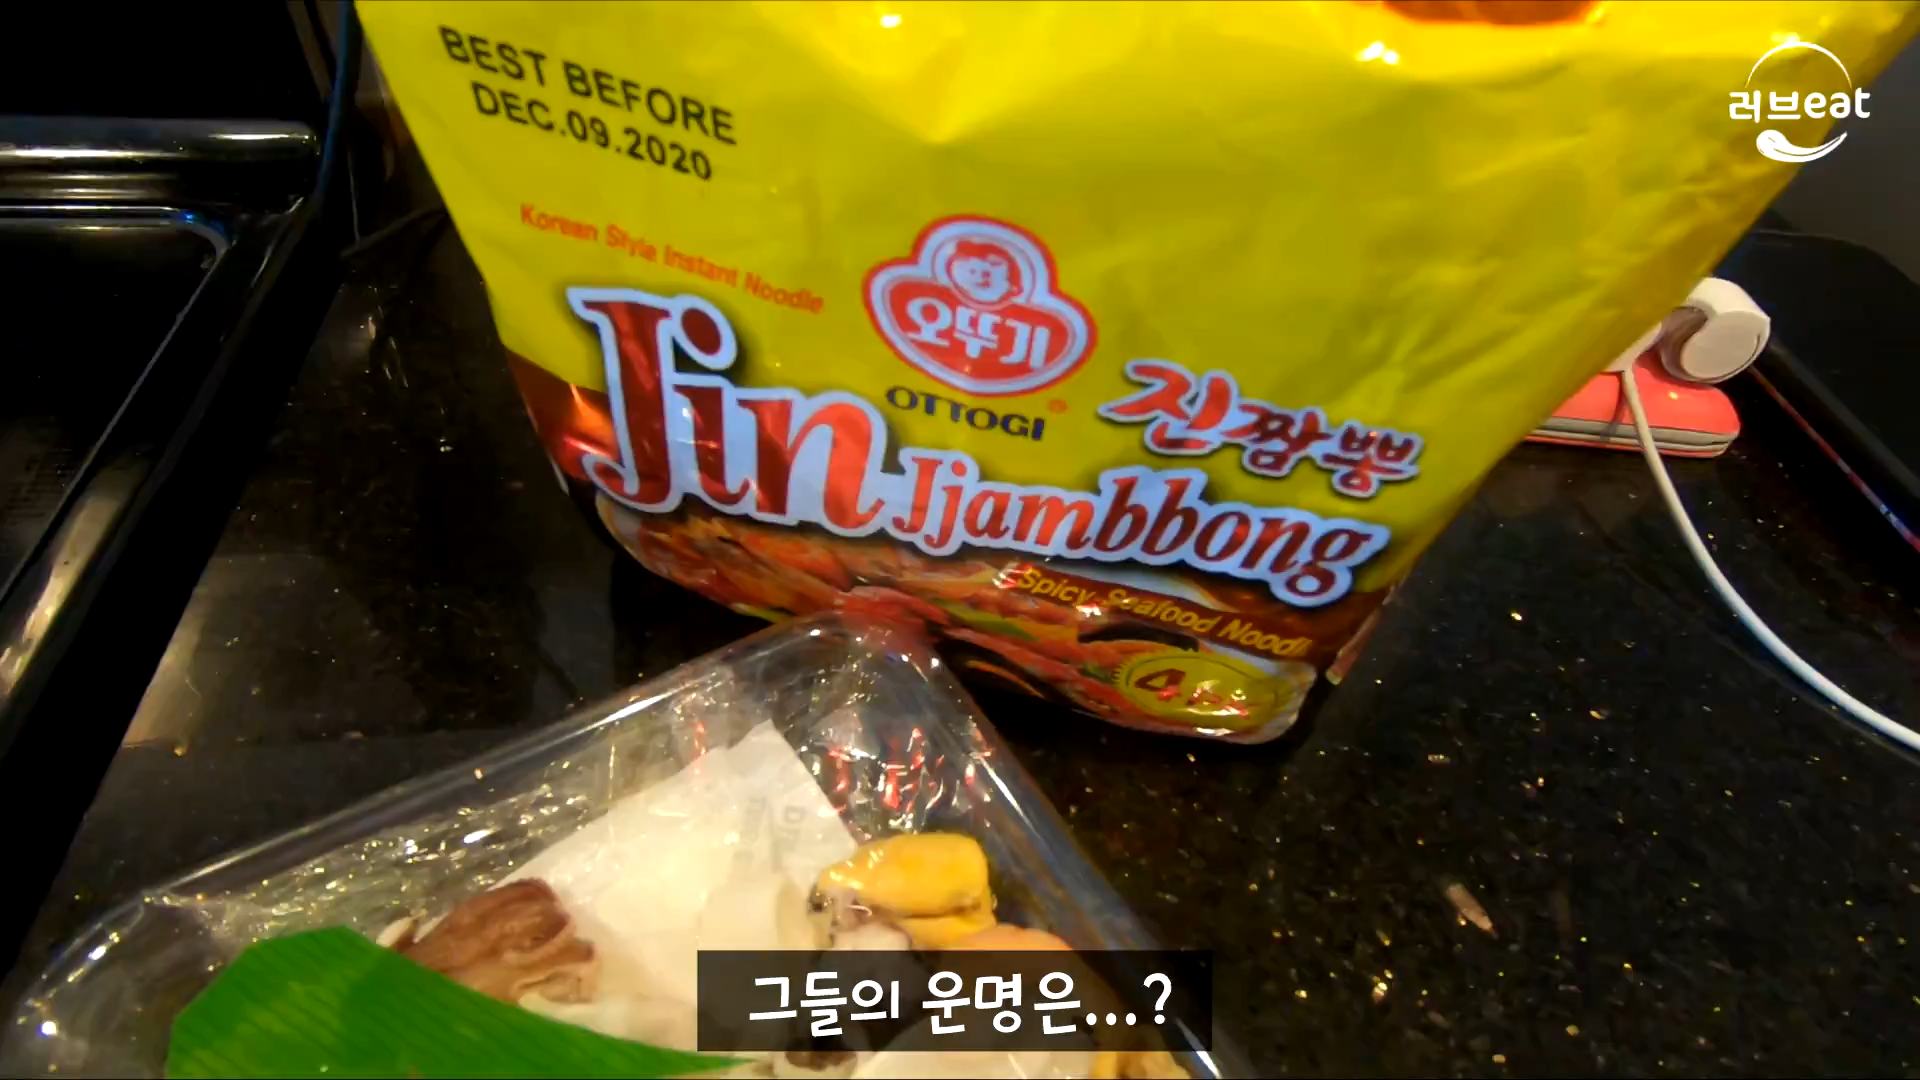 BEST BEFORE
DEC.09.2020
러브eat
Korean Style Instant Noodle
오뚜기
OTTOGI
진짬뽕
Jin Jjambbong
Spicy Seafood Noodl
4
그들의 운명은...?